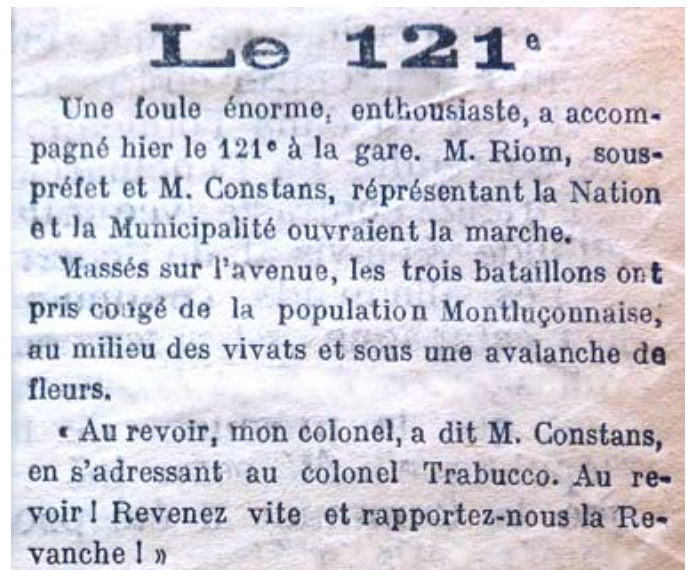 Le 121e
Une foule énorme, enthousiaste, a accom-
pagné hier le 121e à la gare. M. Riom, sous-
préfet et M. Constans, réprésentant la Nation
et la Municipalité ouvraient la marche.
Massés sur l'avenue, les trois bataillons ont
pris congé de la population Montluçonnaise,
au milieu des vivats et sous une avalanche de
fleurs.
« Au revoir, mon colonel, a dit M. Constans,
en s'adressant au colonel Trabucco. Au re-
voir ! Revenez vite et rapportez-nous la Re-
vanche ! »